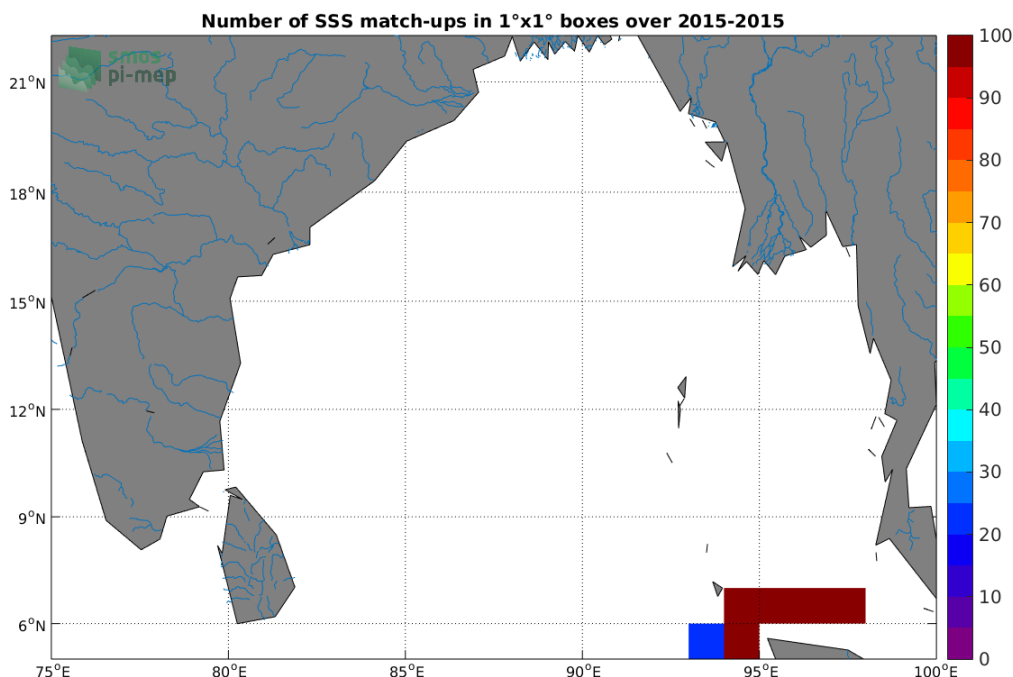 Number of SSS match-ups in 1°x1° boxes over 2015-2015
smos
pi-mep
21°N
18°N
15°N
12°N
9°N
6°N
75°E 80°E 85°E 90°E 95°E 100°E
100
90
80
70
60
50
40
30
20
10
0